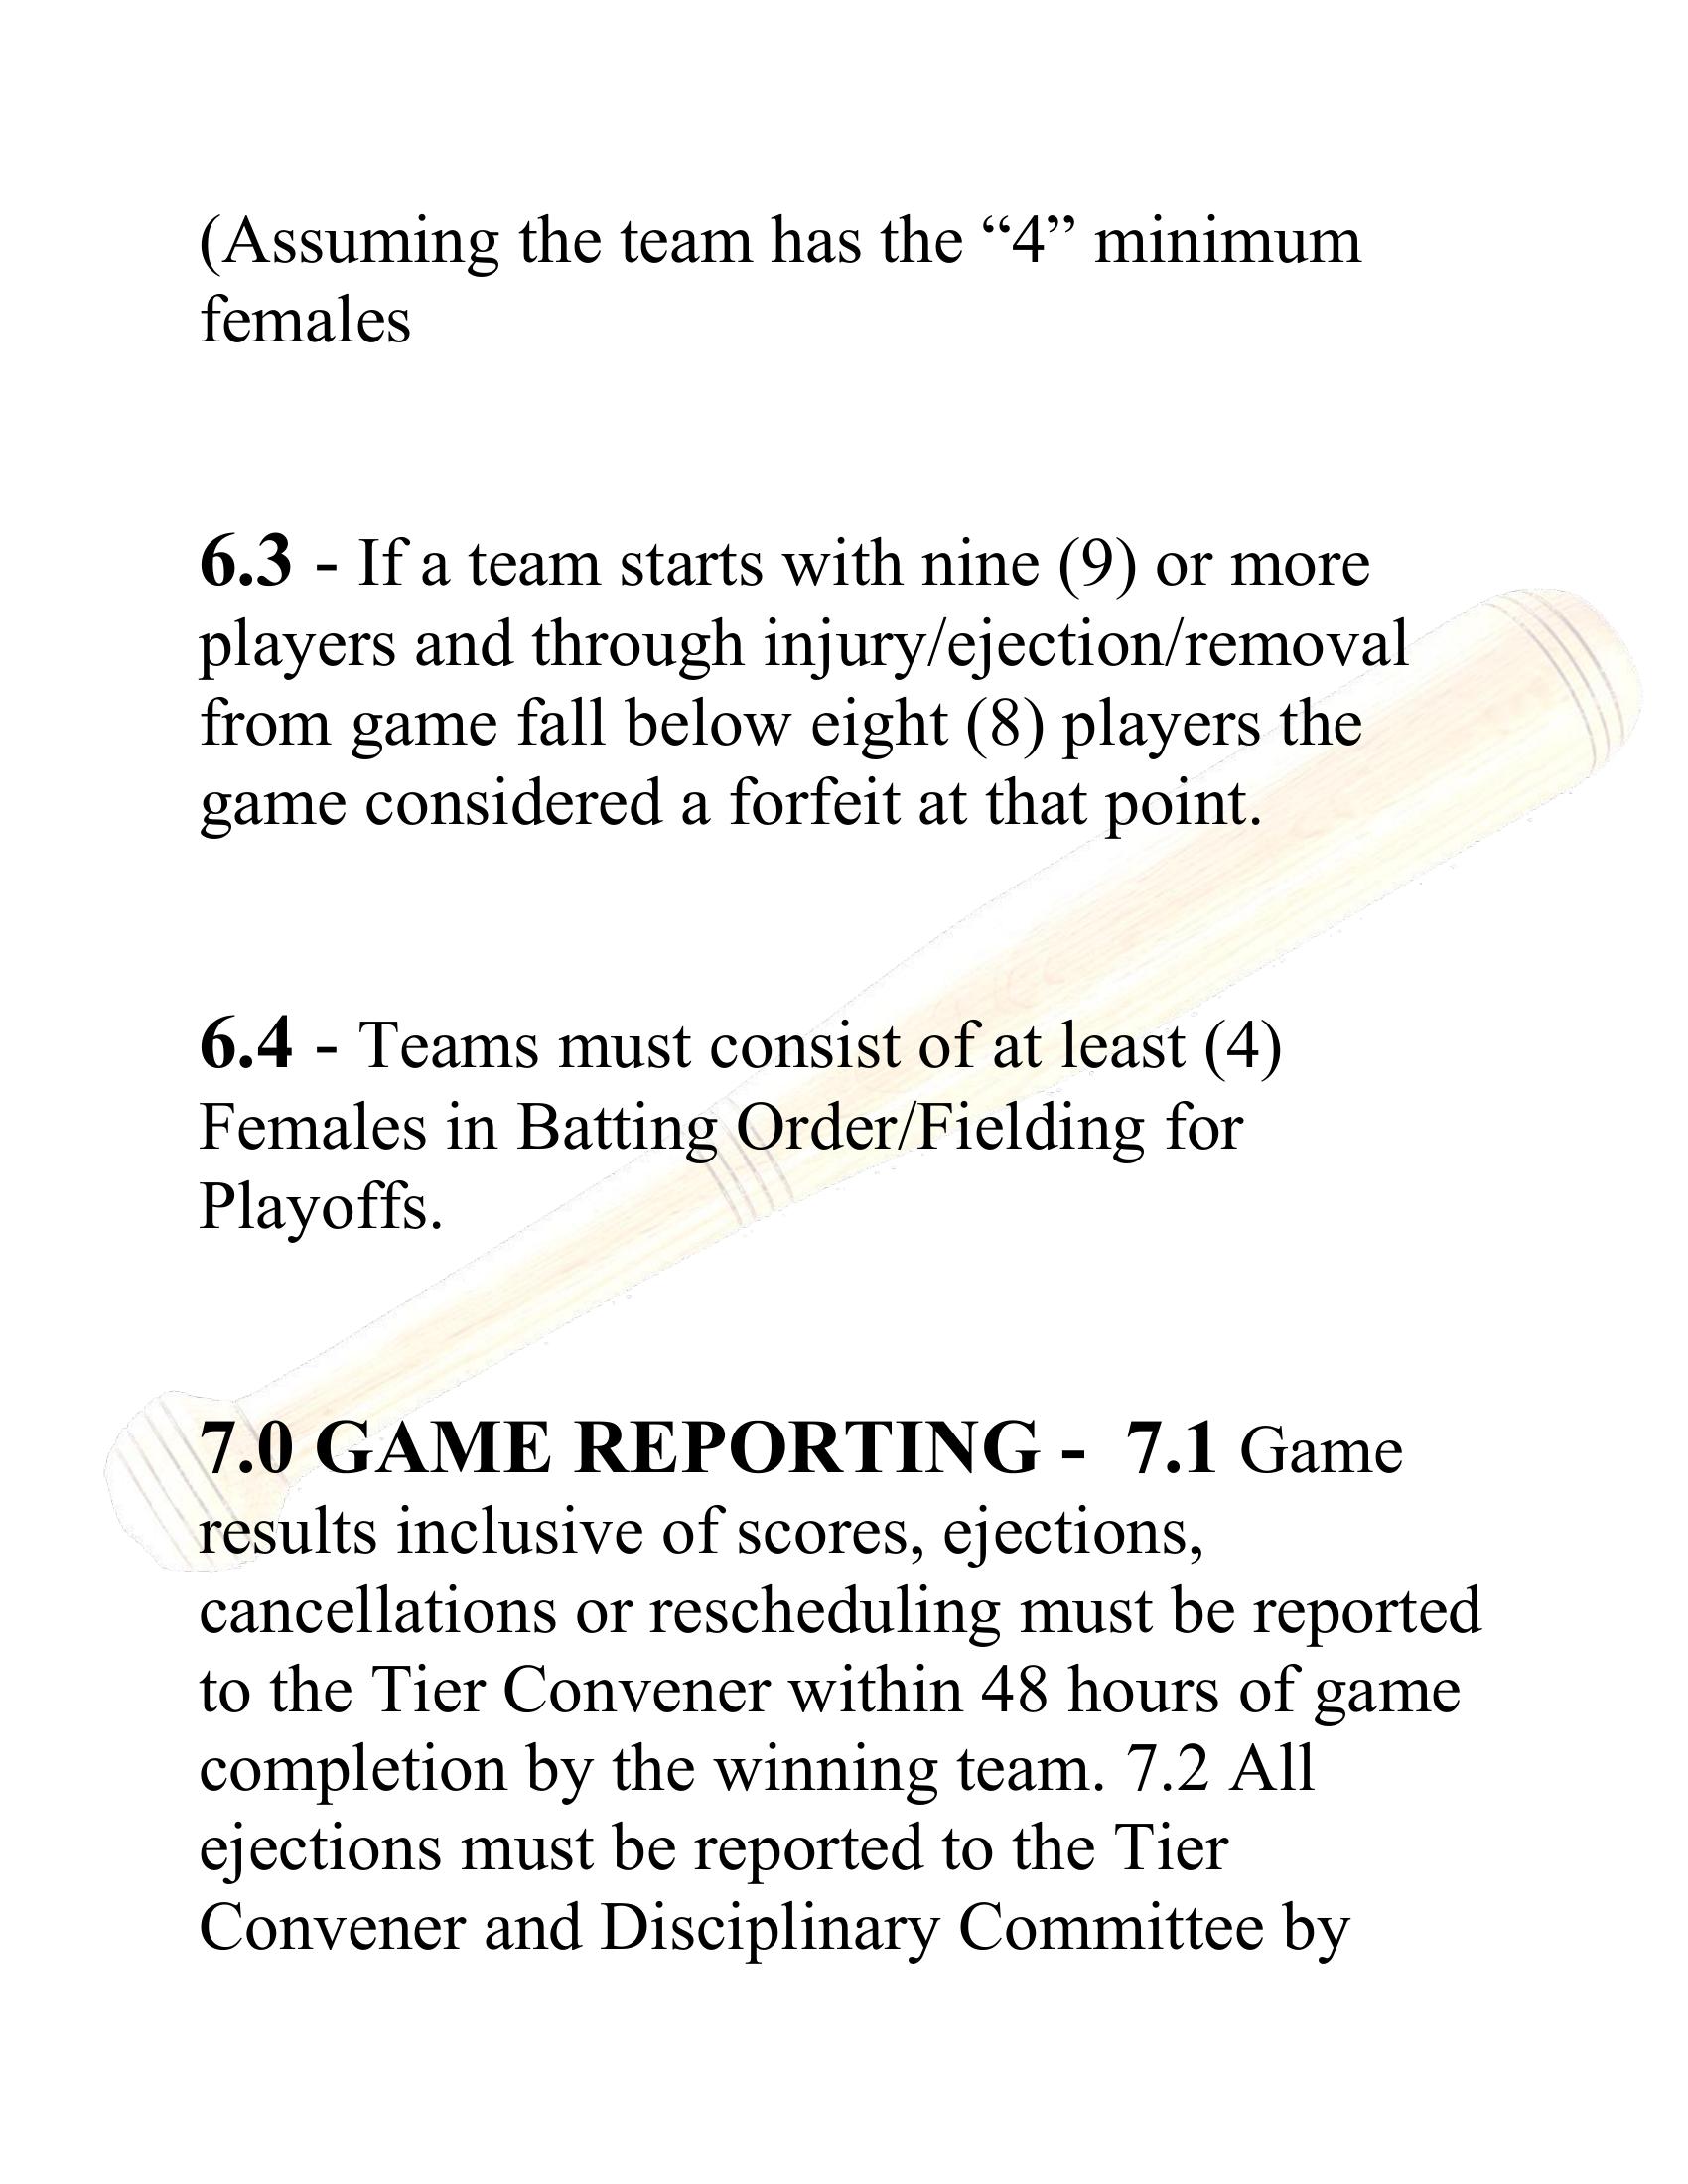 (Assuming the team has the “4” minimum
females
6.3 - If a team starts with nine (9) or more
players and through injury/ejection/removal
from game fall below eight (8) players the
game considered a forfeit at that point.
6.4 - Teams must consist of at least (4)
Females in Batting Order/Fielding for
Playoffs.
7.0 GAME REPORTING -  7.1 Game
results inclusive of scores, ejections,
cancellations or rescheduling must be reported
to the Tier Convener within 48 hours of game
completion by the winning team. 7.2 All
ejections must be reported to the Tier
Convener and Disciplinary Committee by